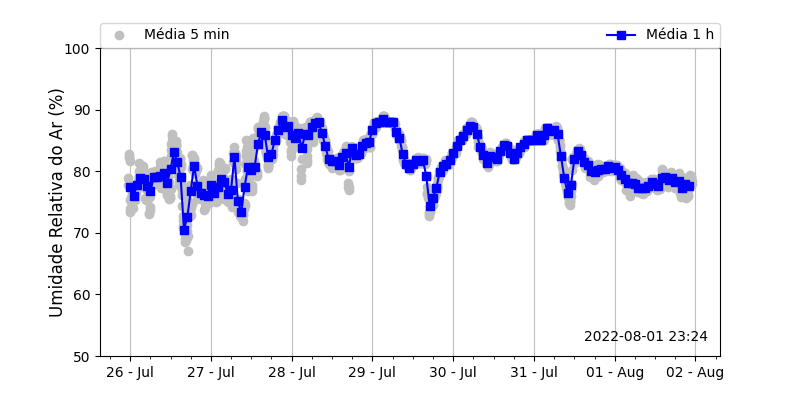 Média 5 min
Média 1 h
Umidade Relativa do Ar (%)
100
90
80
70
60
50
2022-08-01 23:24
26 - Jul
27 - Jul
28 - Jul
29 - Jul
30 - Jul
31 - Jul
01 - Aug
02 - Aug